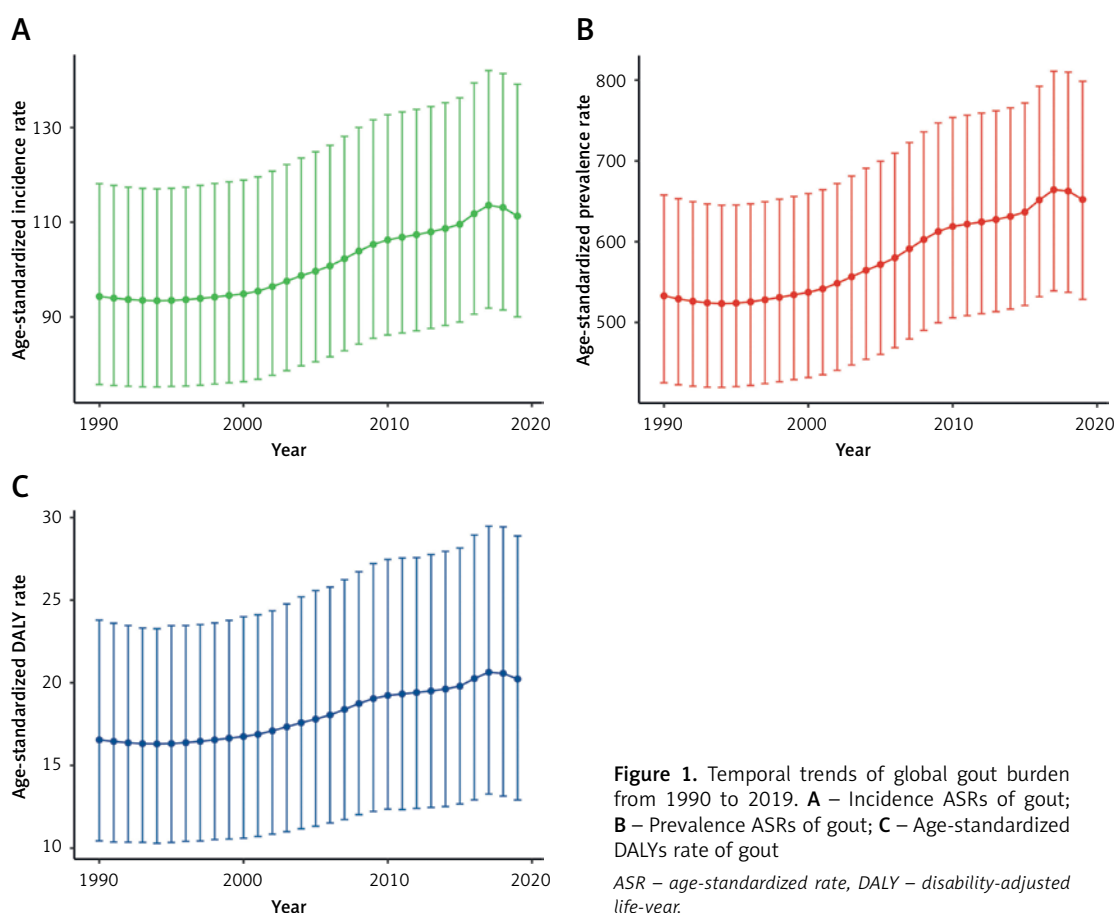 A
Age-standardized incidence rate
130
110
90
1990 2000 2010 2020
Year
B
Age-standardized prevalence rate
800
700
600
500
1990 2000 2010 2020
Year
C
Age-standardized DALY rate
30
25
20
15
10
1990 2000 2010 2020
Year
Figure 1. Temporal trends of global gout burden
from 1990 to 2019. A – Incidence ASRs of gout;
B – Prevalence ASRs of gout; C – Age-standardized
DALYs rate of gout
ASR – age-standardized rate, DALY – disability-adjusted
life-year.